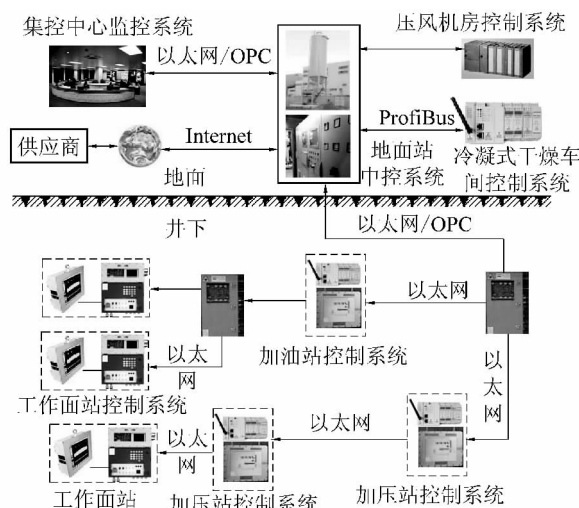 集控中心监控系统
以太网/OPC
压风机房控制系统
供应商
Internet
ProfiBus
地面
地面站
中控系统
冷凝式干燥车
间控制系统
井下
以太网/OPC
以太网
以太
网
加油站控制系统
以
太
网
工作面站控制系统
以太
网
以太网
工作面站
加压站控制系统
加压站控制系统